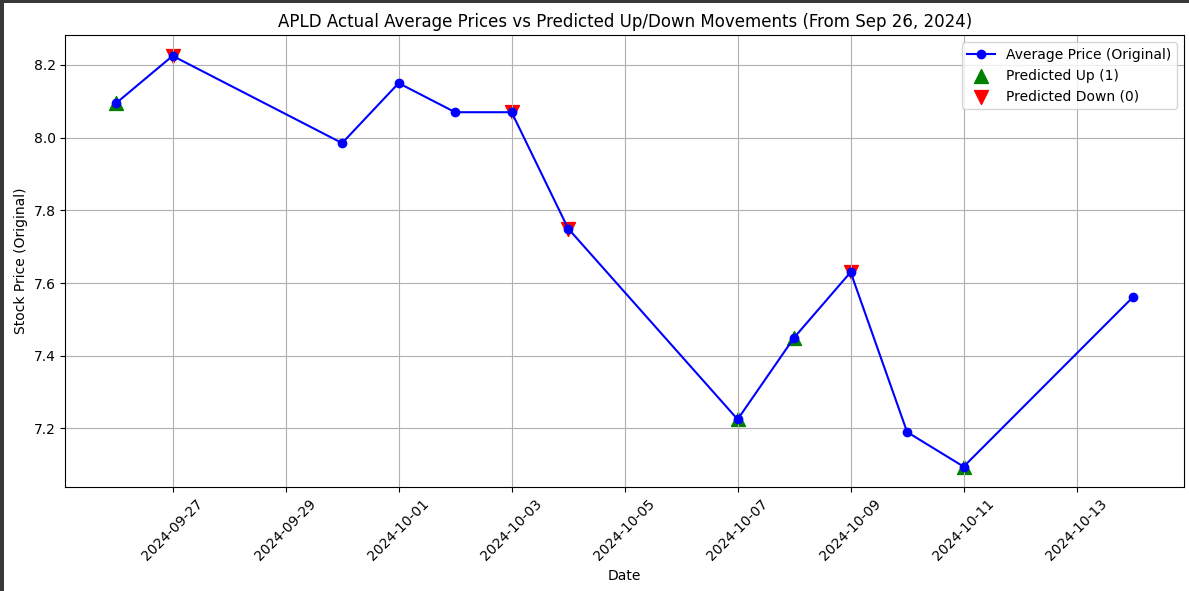 APLD Actual Average Prices vs Predicted Up/Down Movements (From Sep 26, 2024)
Average Price (Original)
Predicted Up (1)
Predicted Down (0)
Stock Price (Original)
8.2
8.0
7.8
7.6
7.4
7.2
2024-09-27
2024-09-29
2024-10-01
2024-10-03
2024-10-05
2024-10-07
2024-10-09
2024-10-11
2024-10-13
Date